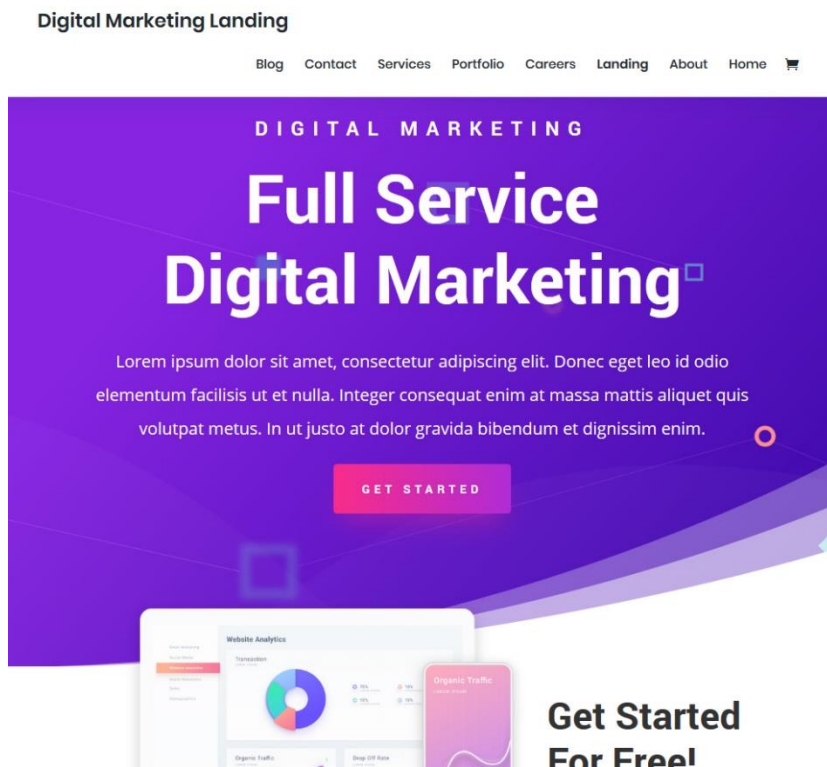 Digital Marketing Landing
Blog Contact Services Portfolio Careers Landing About Home
DIGITAL MARKETING
Full Service
Digital Marketing
Lorem ipsum dolor sit amet, consectetur adipiscing elit. Donec eget leo id odio
elementum facilisis ut et nulla. Integer consequat enim at massa mattis aliquet quis
volutpat metus. In ut justo at dolor gravida bibendum et dignissim enim.
GET STARTED
Website Analytics
Transaction
Organic Traffic
Organic Traffic
Drop Off Rate
Get Started
For Free!